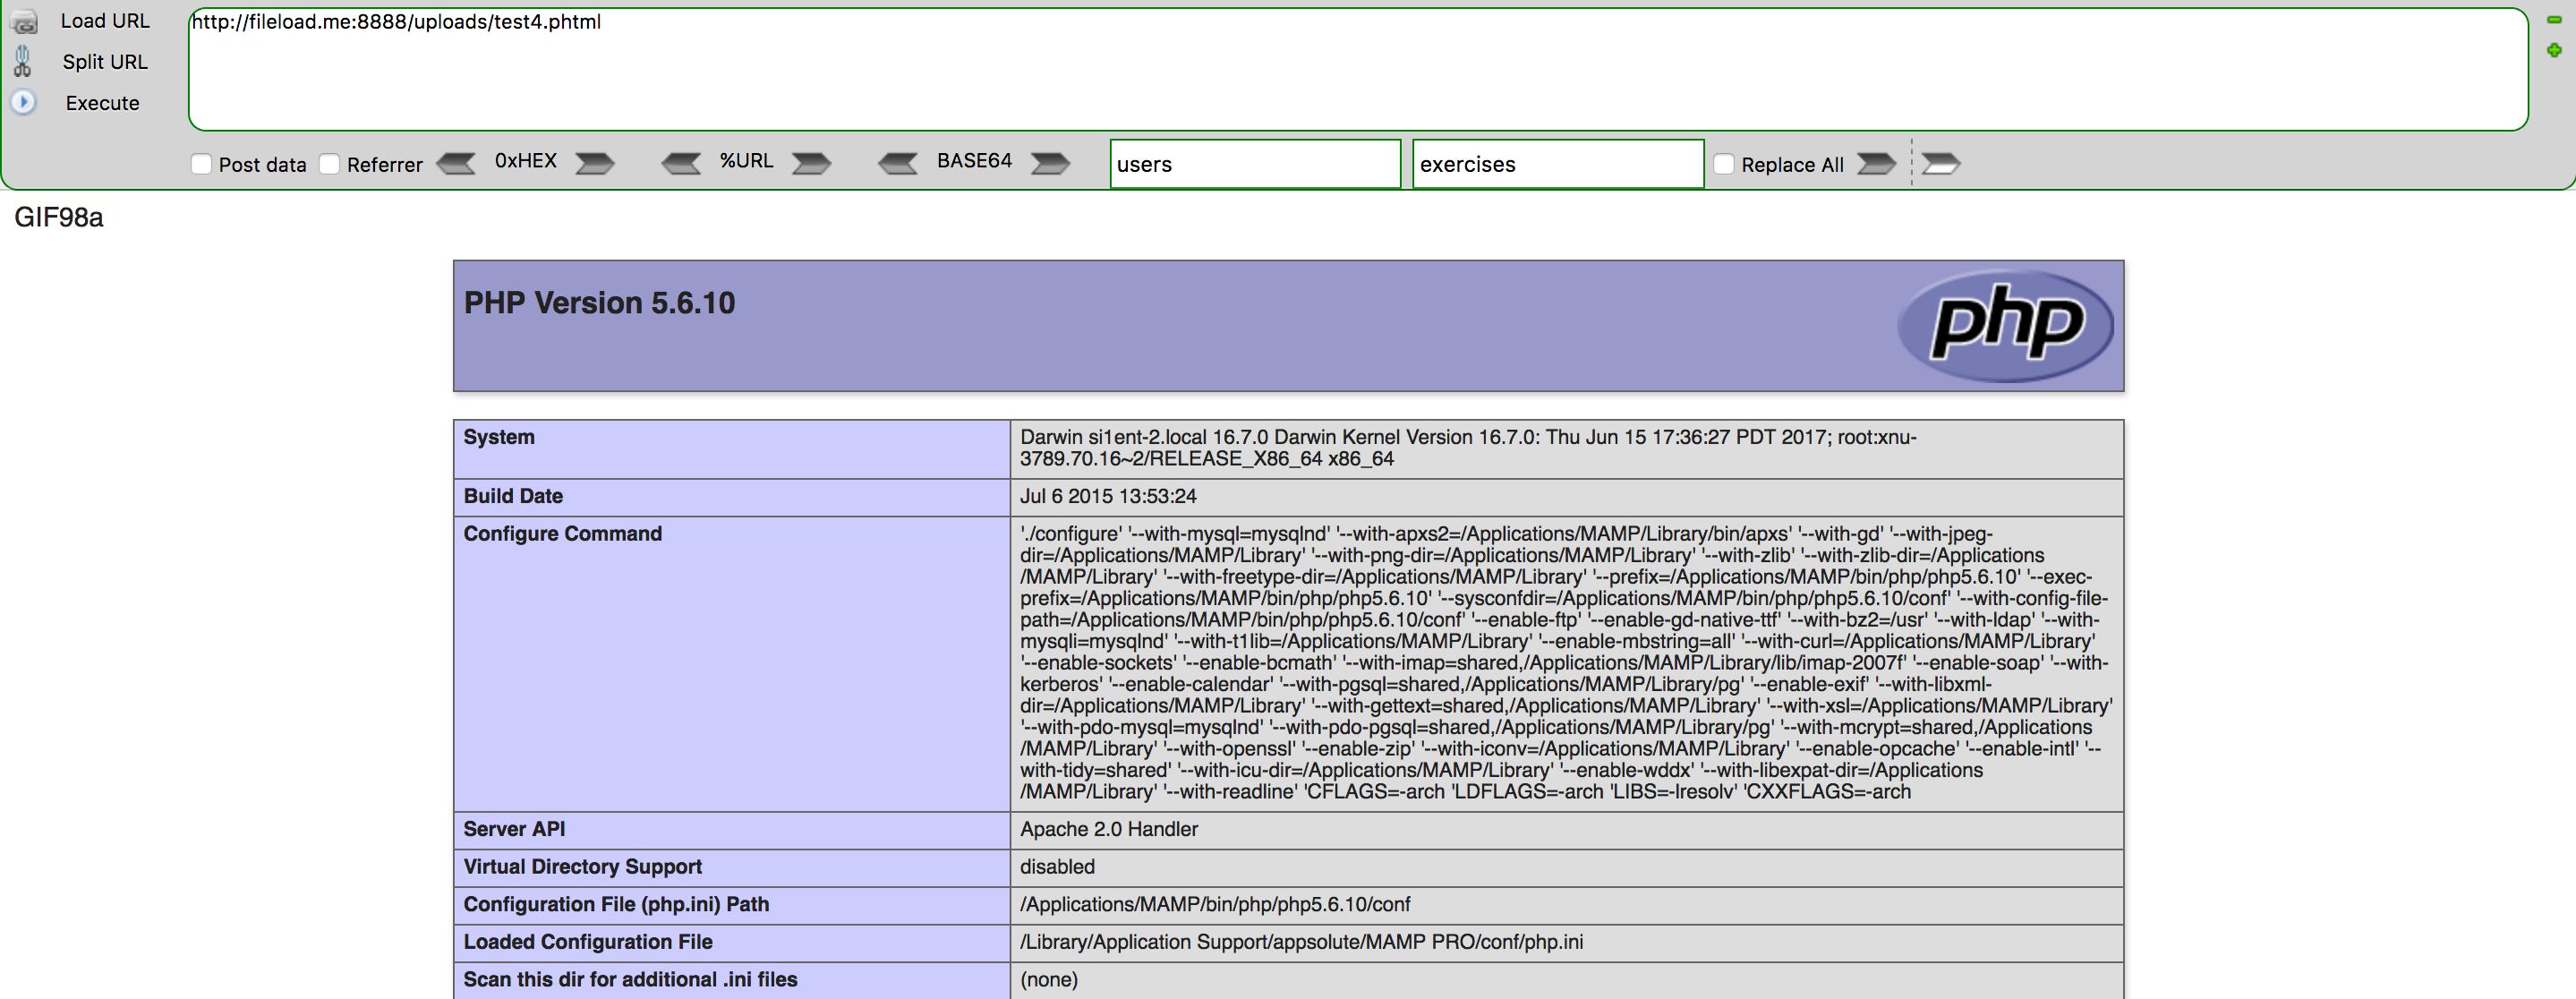 Load URL
http://fileload.me:8888/uploads/test4.phtml
Split URL
Execute
Post data Referrer 0xHEX %URL BASE64 users exercises Replace All
GIF98a
PHP Version 5.6.10
php
System Darwin si1ent-2.local 16.7.0 Darwin Kernel Version 16.7.0: Thu Jun 15 17:36:27 PDT 2017; root:xnu-
3789.70.16~2/RELEASE_X86_64 x86_64
Build Date Jul 6 2015 13:53:24
Configure Command './configure' '--with-mysql=mysqlnd' '--with-apxs2=/Applications/MAMP/Library/bin/apxs' '--with-gd' '--with-jpeg-
dir=/Applications/MAMP/Library' '--with-png-dir=/Applications/MAMP/Library' '--with-zlib' '--with-zlib-dir=/Applications
/MAMP/Library' '--with-freetype-dir=/Applications/MAMP/Library' '--prefix=/Applications/MAMP/bin/php/php5.6.10' '--exec-
prefix=/Applications/MAMP/bin/php/php5.6.10' '--sysconfdir=/Applications/MAMP/bin/php/php5.6.10/conf' '--with-config-file-
path=/Applications/MAMP/bin/php/php5.6.10/conf' '--enable-ftp' '--enable-gd-native-ttf' '--with-bz2=/usr' '--with-ldap' '--with-
mysqli=mysqlnd' '--with-t1lib=/Applications/MAMP/Library' '--enable-mbstring=all' '--with-curl=/Applications/MAMP/Library'
'--enable-sockets' '--enable-bcmath' '--with-imap=shared,/Applications/MAMP/Library/lib/imap-2007f' '--enable-soap' '--with-
kerberos' '--enable-calendar' '--with-pgsql=shared,/Applications/MAMP/Library/pg' '--enable-exif' '--with-libxml-
dir=/Applications/MAMP/Library' '--with-gettext=shared,/Applications/MAMP/Library' '--with-xsl=/Applications/MAMP/Library'
'--with-pdo-mysql=mysqlnd' '--with-pdo-pgsql=shared,/Applications/MAMP/Library/pg' '--with-mcrypt=shared,/Applications
/MAMP/Library' '--with-openssl' '--enable-zip' '--with-iconv=/Applications/MAMP/Library' '--enable-opcache' '--enable-intl' '--
with-tidy=shared' '--with-icu-dir=/Applications/MAMP/Library' '--enable-wddx' '--with-libexpat-dir=/Applications
/MAMP/Library' '--with-readline' 'CFLAGS=-arch 'LDFLAGS=-arch 'LIBS=-lresolv' 'CXXFLAGS=-arch
Server API Apache 2.0 Handler
Virtual Directory Support disabled
Configuration File (php.ini) Path /Applications/MAMP/bin/php/php5.6.10/conf
Loaded Configuration File /Library/Application Support/appsolute/MAMP PRO/conf/php.ini
Scan this dir for additional .ini files (none)